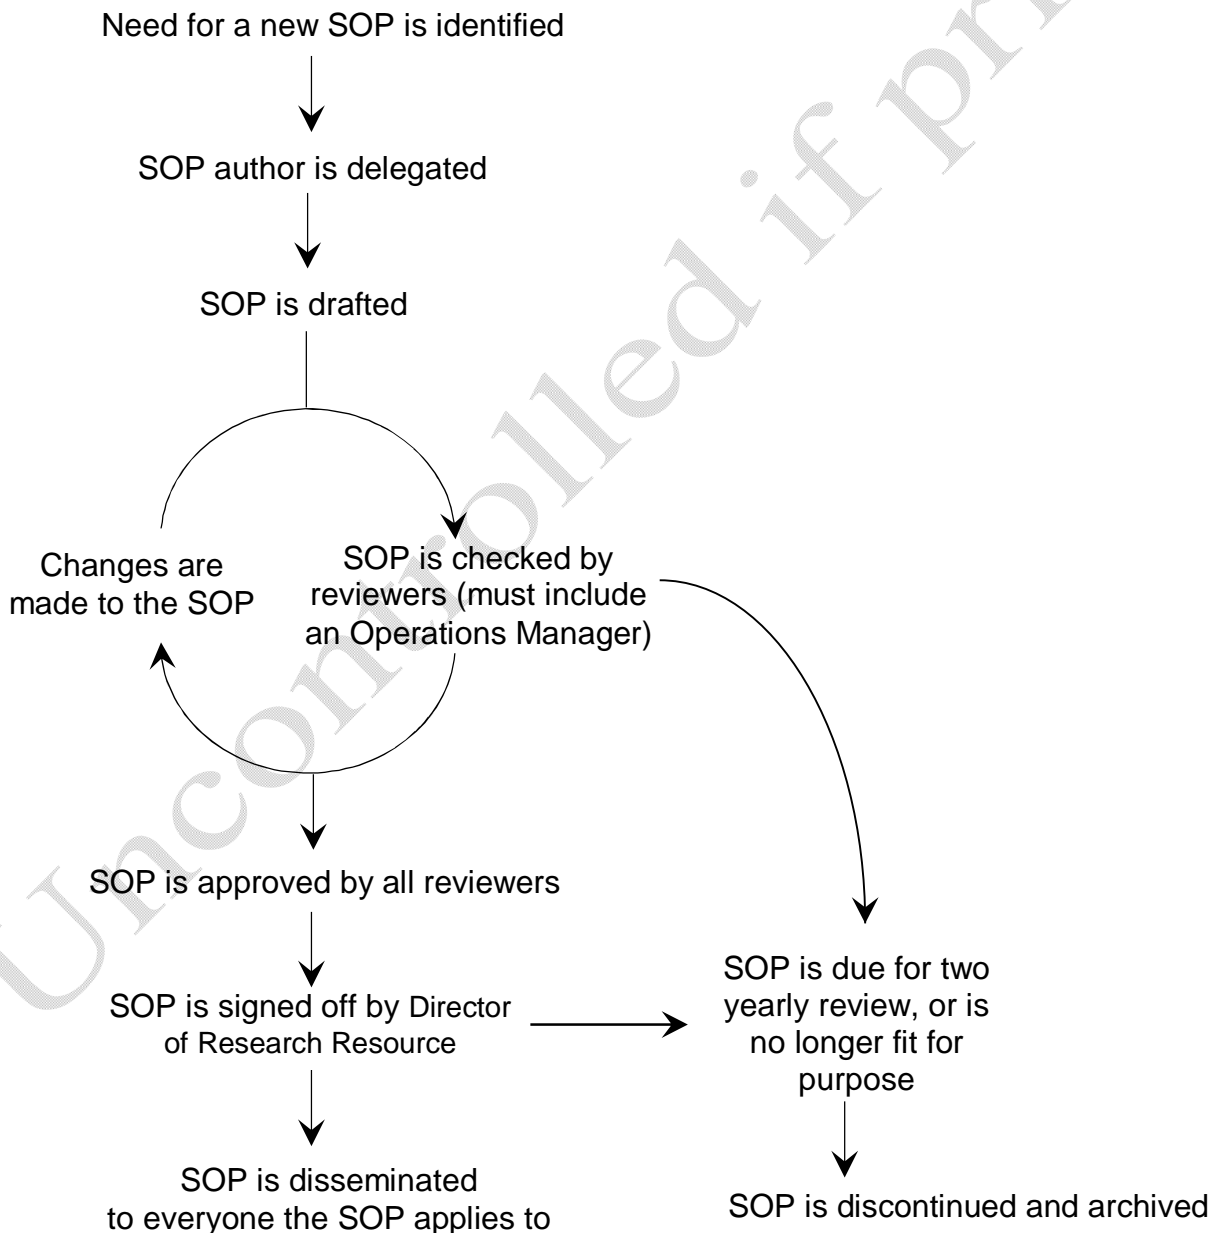 Need for a new SOP is identified
SOP author is delegated
SOP is drafted
Changes are
made to the SOP
SOP is checked by
reviewers (must include
an Operations Manager)
SOP is approved by all reviewers
SOP is signed off by Director
of Research Resource
SOP is due for two
yearly review, or is
no longer fit for
purpose
SOP is disseminated
to everyone the SOP applies to
SOP is discontinued and archived
Uncontrolled if